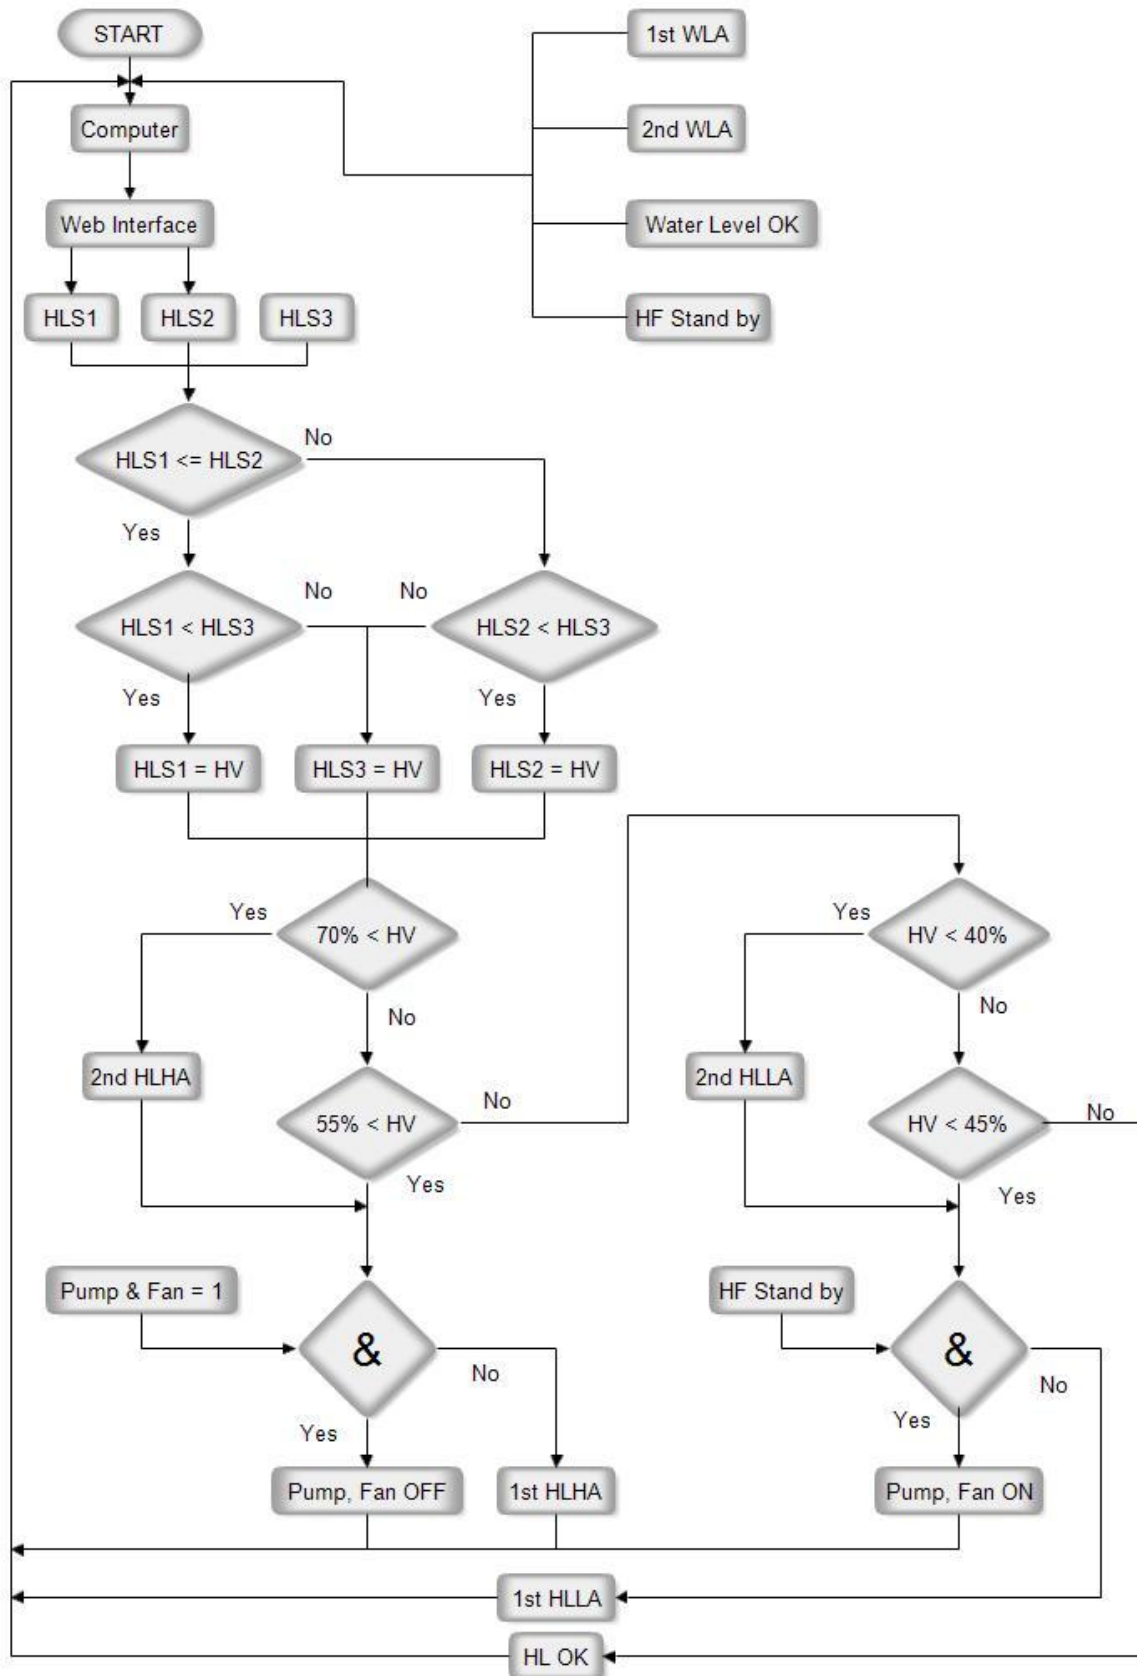 START
1st WLA
Computer
2nd WLA
Web Interface
Water Level OK
HLS1
HLS2
HLS3
HF Stand by
HLS1 <= HLS2
No
Yes
HLS1 < HLS3
No
No
HLS2 < HLS3
Yes
Yes
HLS1 = HV
HLS3 = HV
HLS2 = HV
Yes
70% < HV
Yes
HV < 40%
No
No
2nd HLHA
2nd HLLA
55% < HV
No
HV < 45%
No
Yes
Yes
Pump & Fan = 1
HF Stand by
&
No
&
No
Yes
Yes
Pump, Fan OFF
1st HLHA
Pump, Fan ON
1st HLLA
HL OK